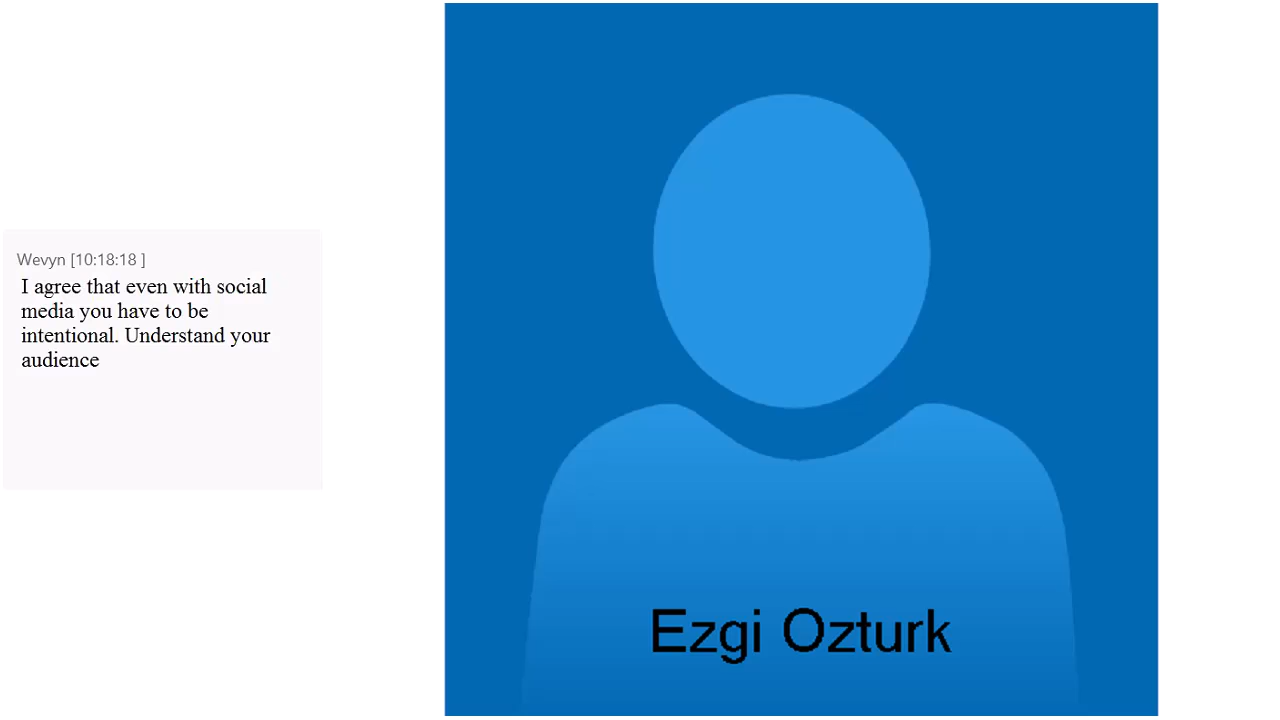 Wevyn [10:18:18 ]
I agree that even with social
media you have to be
intentional. Understand your
audience
Ezgi Ozturk